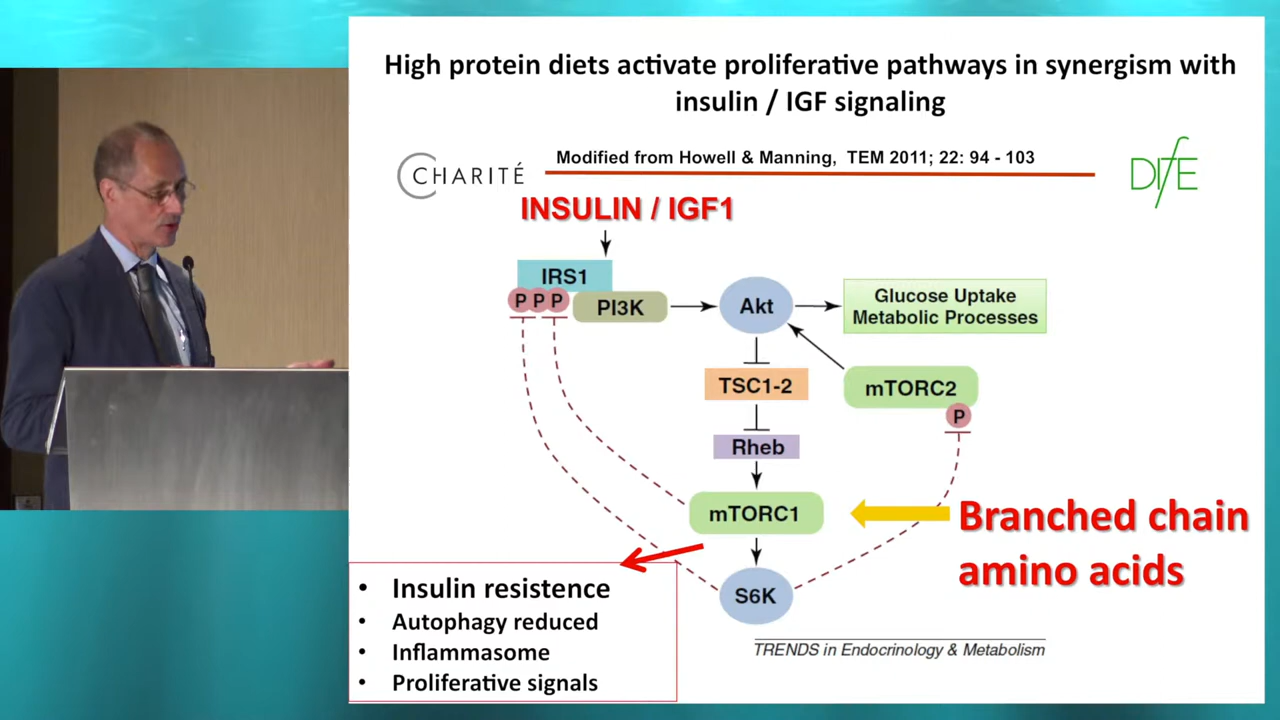 High protein diets activate proliferative pathways in synergism with
insulin / IGF signaling
CHARITÉ
Modified from Howell & Manning, TEM 2011; 22: 94 - 103
DIfE
INSULIN / IGF1
IRS1
P P P
PI3K
Akt
Glucose Uptake
Metabolic Processes
TSC1-2
mTORC2
P
Rheb
mTORC1
Branched chain
amino acids
S6K
• Insulin resistence
• Autophagy reduced
• Inflammasome
• Proliferative signals
TRENDS in Endocrinology & Metabolism